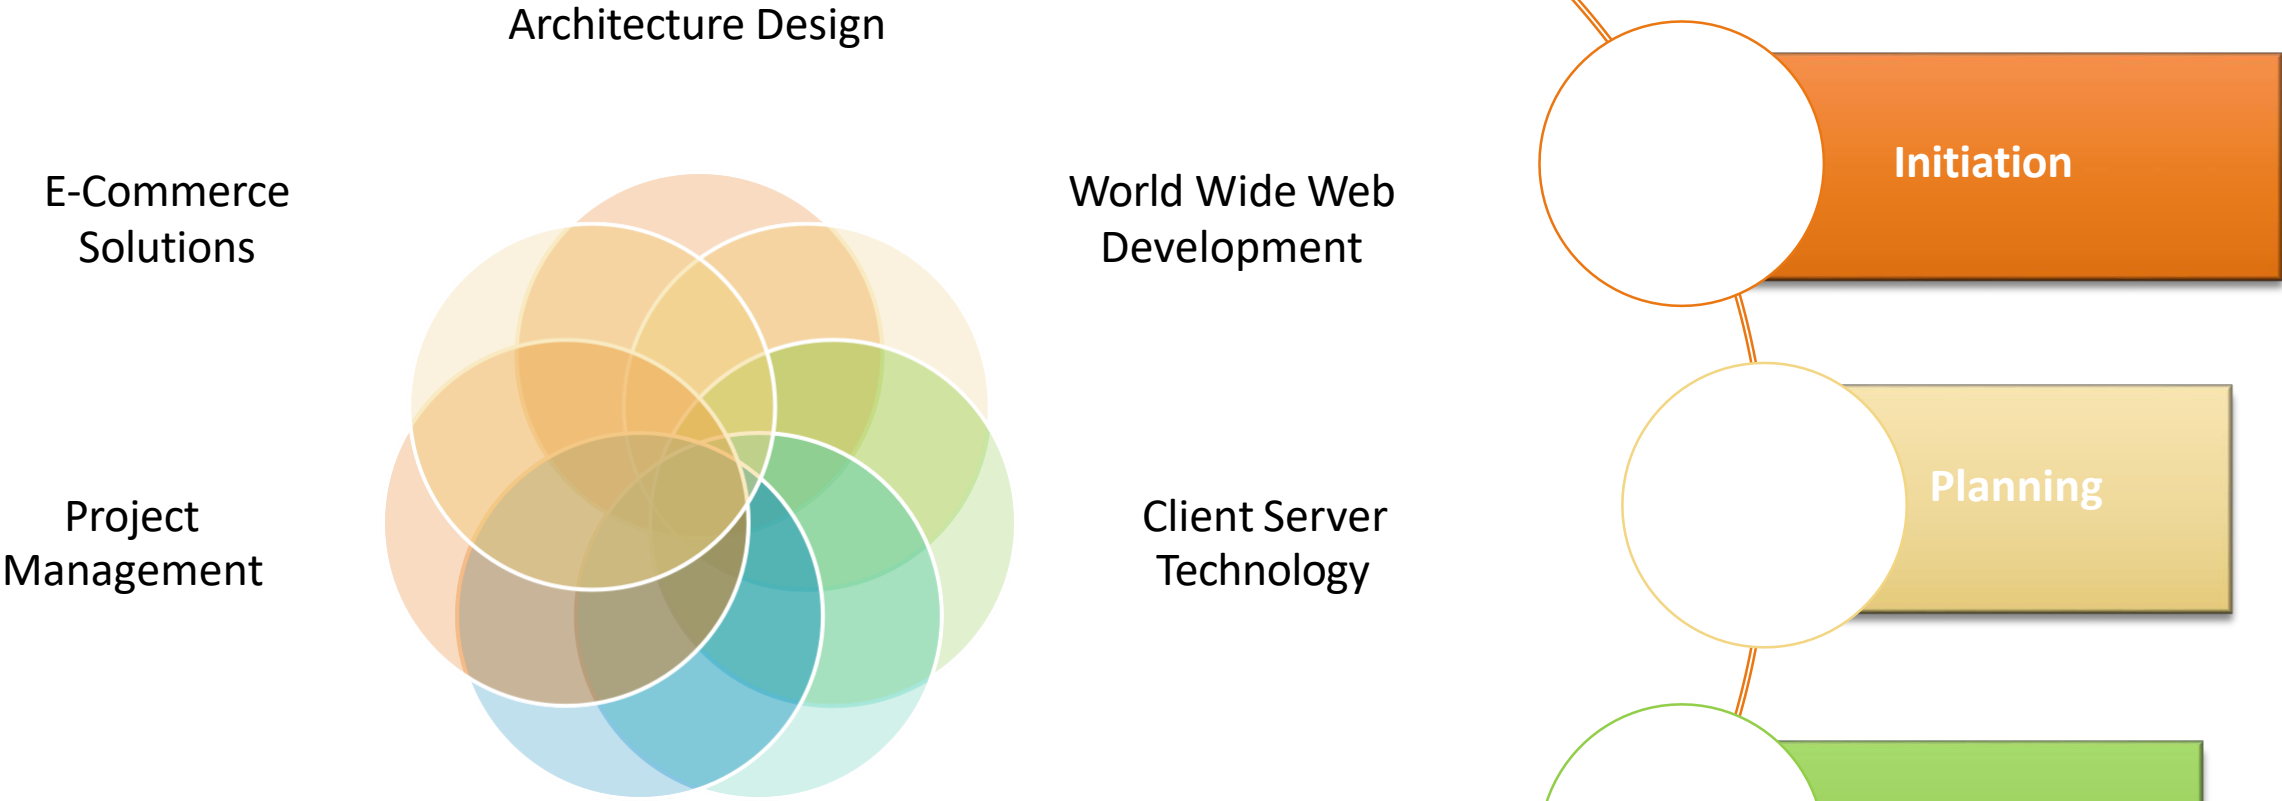 Architecture Design
E-Commerce
Solutions
World Wide Web
Development
Project
Management
Client Server
Technology
Initiation
Planning